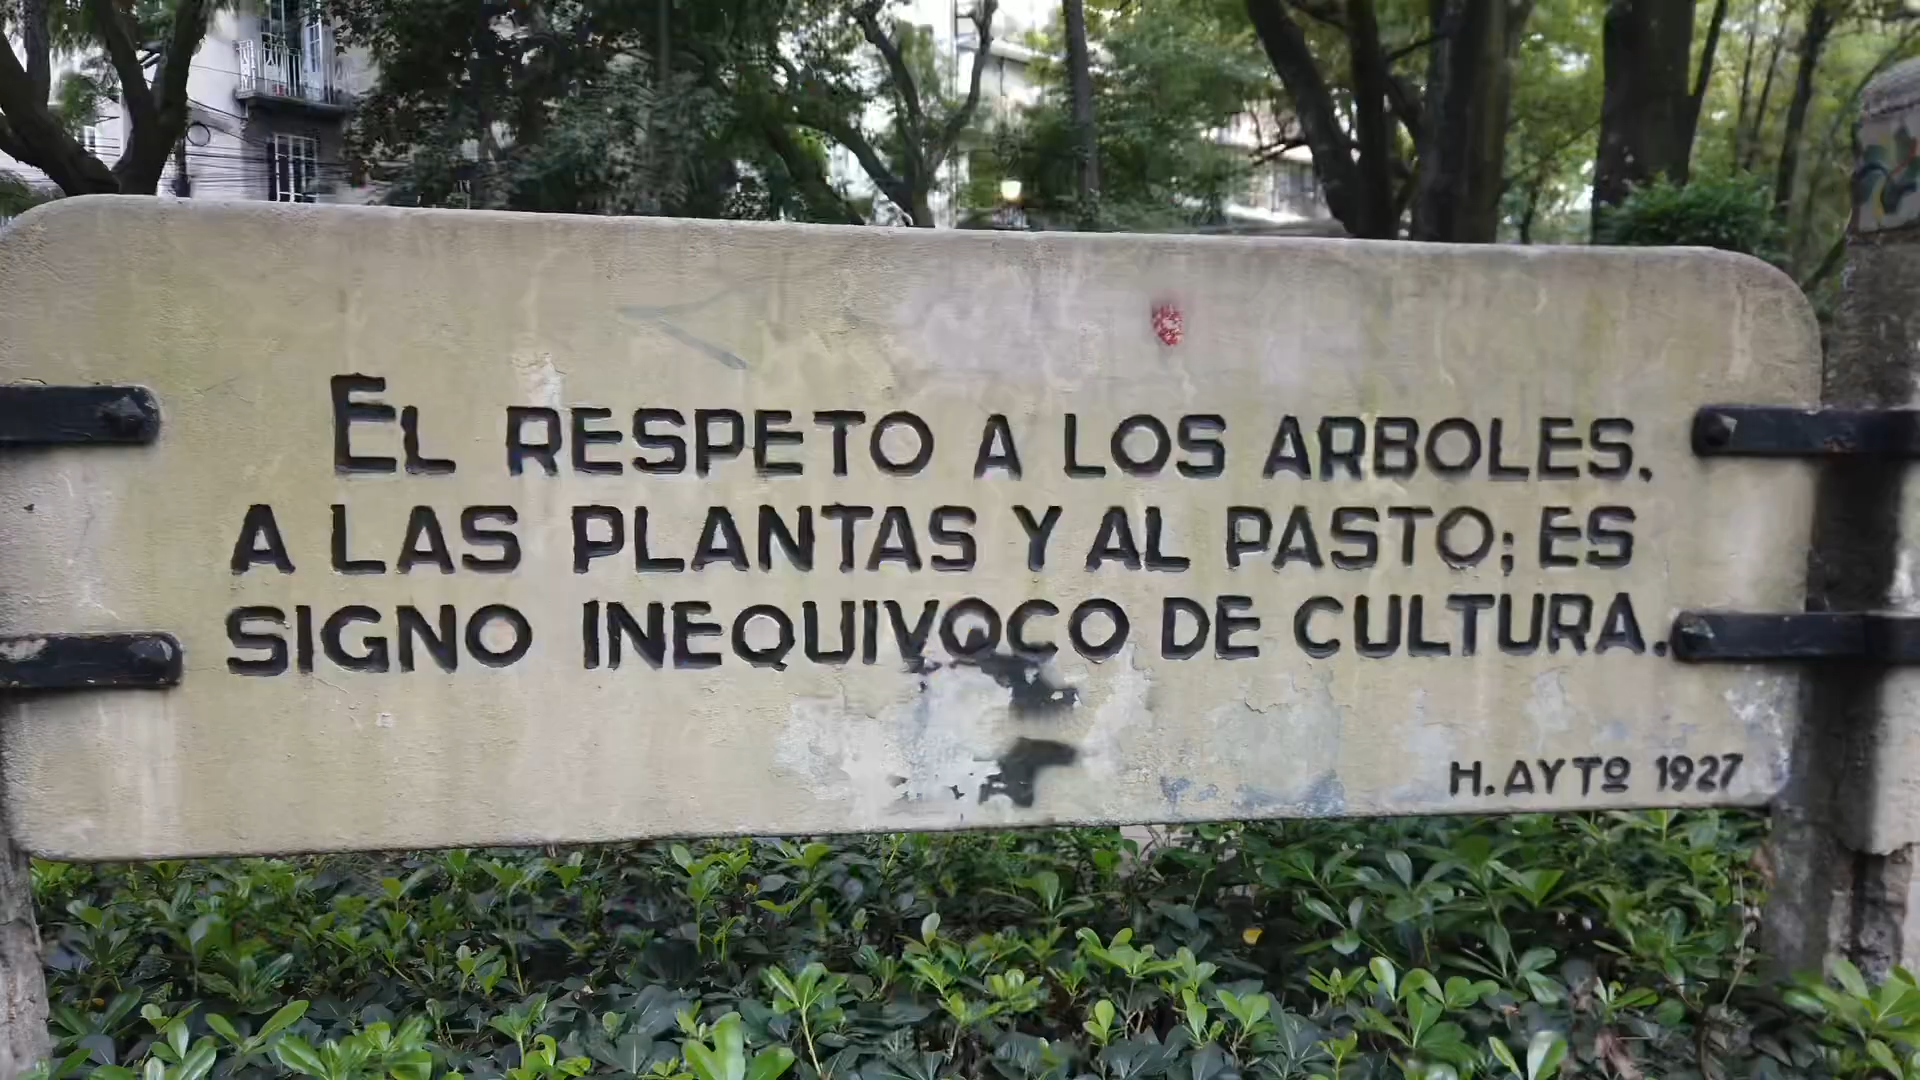 EL RESPETO A LOS ARBOLES.
A LAS PLANTAS Y AL PASTO; ES
SIGNO INEQUIVOCO DE CULTURA.
H. AYTº 1927